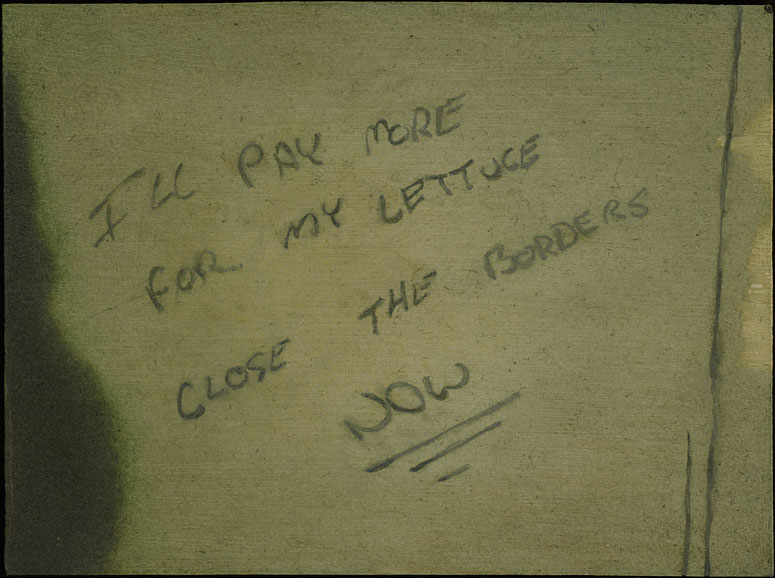 I'LL PAY MORE
FOR MY LETTUCE
CLOSE THE BORDERS
NOW